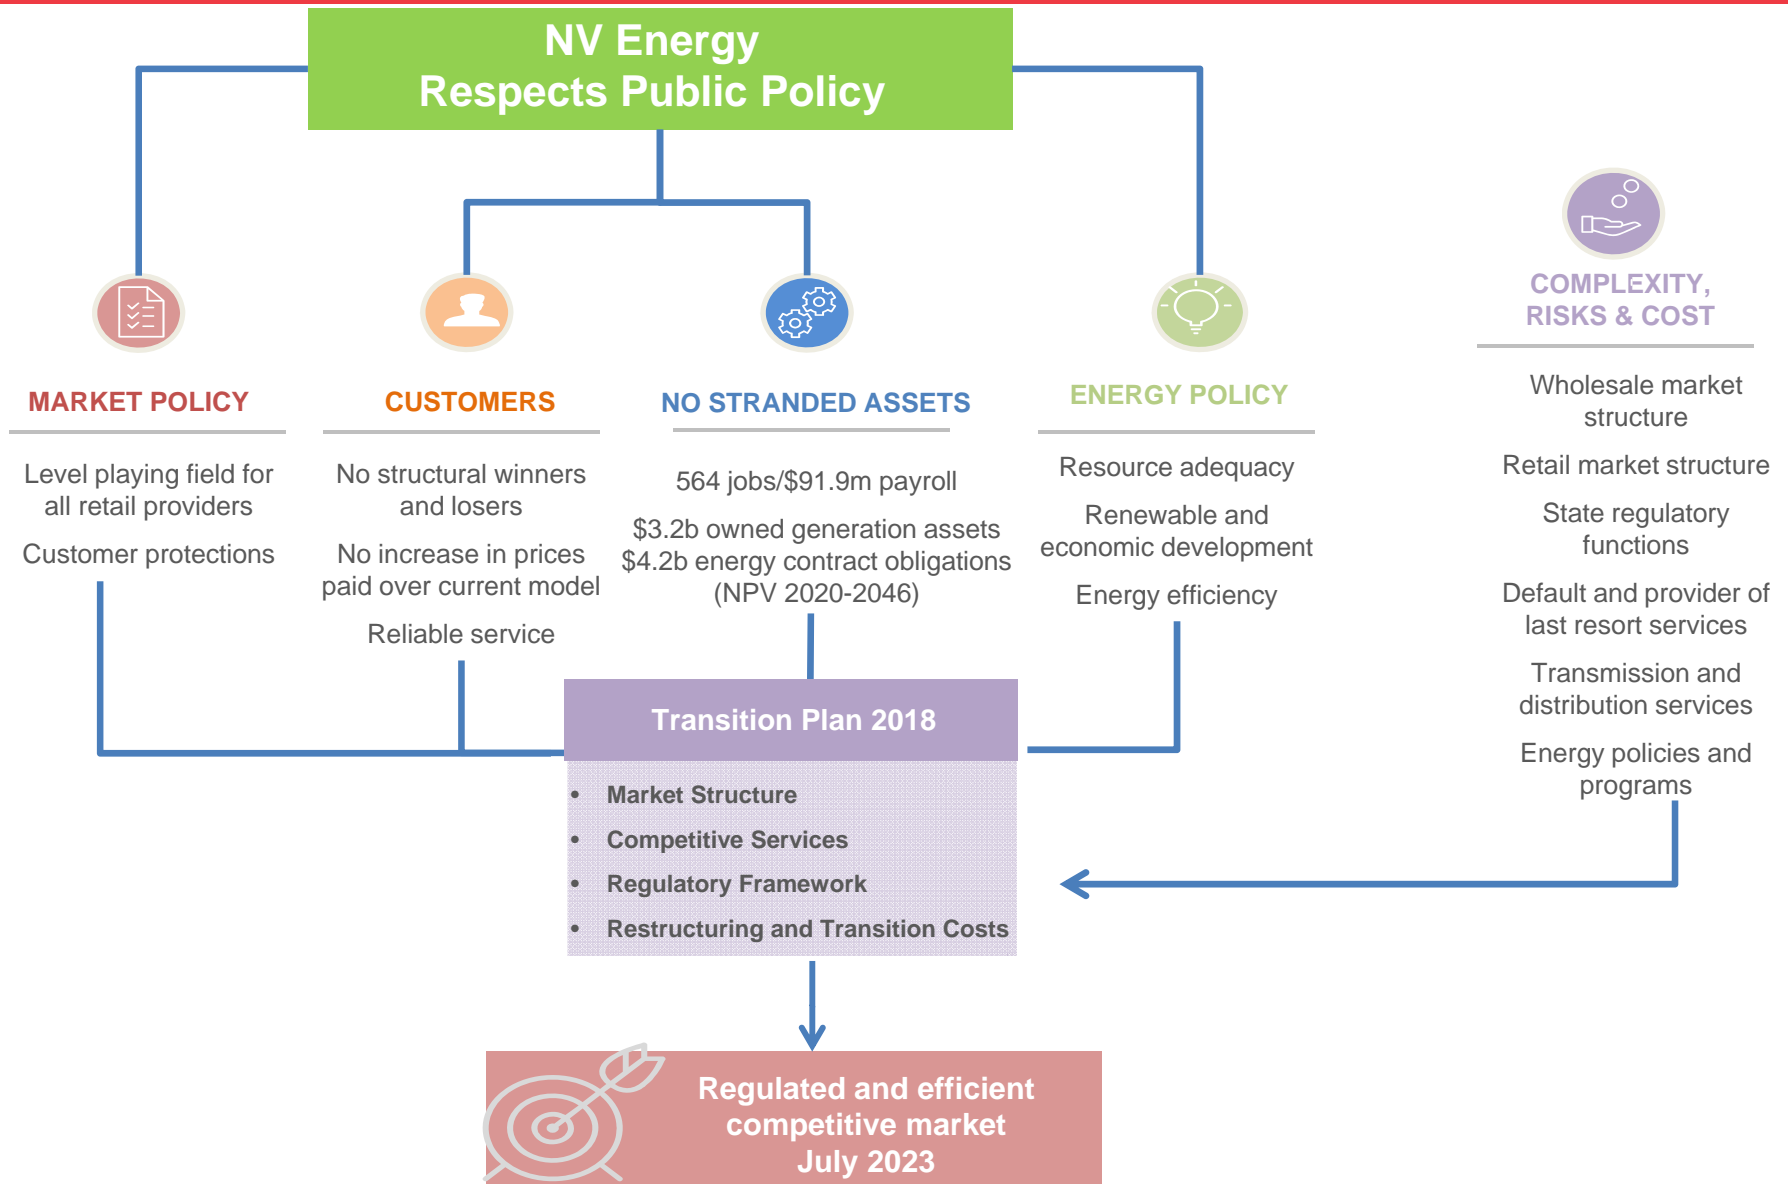 NV Energy
Respects Public Policy
MARKET POLICY
Level playing field for
all retail providers
Customer protections
CUSTOMERS
No structural winners
and losers
No increase in prices
paid over current model
Reliable service
NO STRANDED ASSETS
564 jobs/$91.9m payroll
$3.2b owned generation assets
$4.2b energy contract obligations
(NPV 2020-2046)
ENERGY POLICY
Resource adequacy
Renewable and
economic development
Energy efficiency
COMPLEXITY,
RISKS & COST
Wholesale market
structure
Retail market structure
State regulatory
functions
Default and provider of
last resort services
Transmission and
distribution services
Energy policies and
programs
Transition Plan 2018
• Market Structure
• Competitive Services
• Regulatory Framework
• Restructuring and Transition Costs
Regulated and efficient
competitive market
July 2023